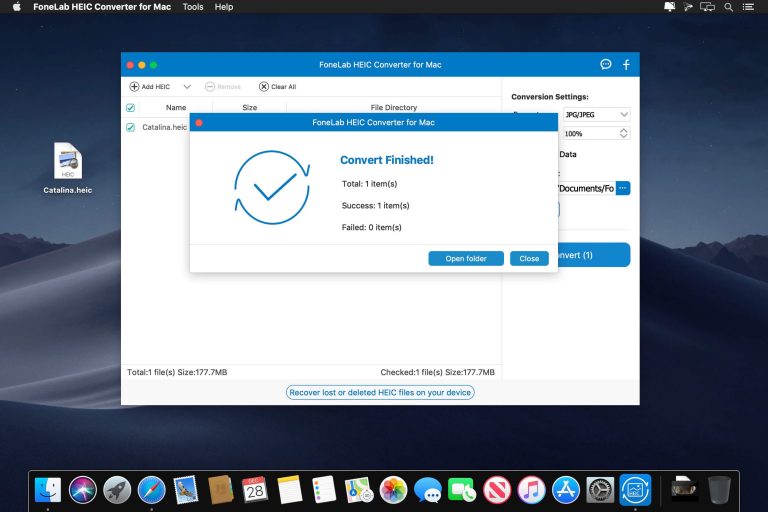 FoneLab HEIC Converter for Mac Tools Help
FoneLab HEIC Converter for Mac
Add HEIC Remove Clear All
Name Size File Directory
Catalina.heic
Conversion Settings:
JPG/JPEG
100%
Data
/Documents/Fo
nvert (1)
FoneLab HEIC Converter for Mac
Convert Finished!
Total: 1 item(s)
Success: 1 item(s)
Failed: 0 item(s)
Open folder Close
HEIC
Catalina.heic
Total:1 file(s) Size:177.7MB Checked:1 file(s) Size:177.7MB
Recover lost or deleted HEIC files on your device
DEC
28
HEIC